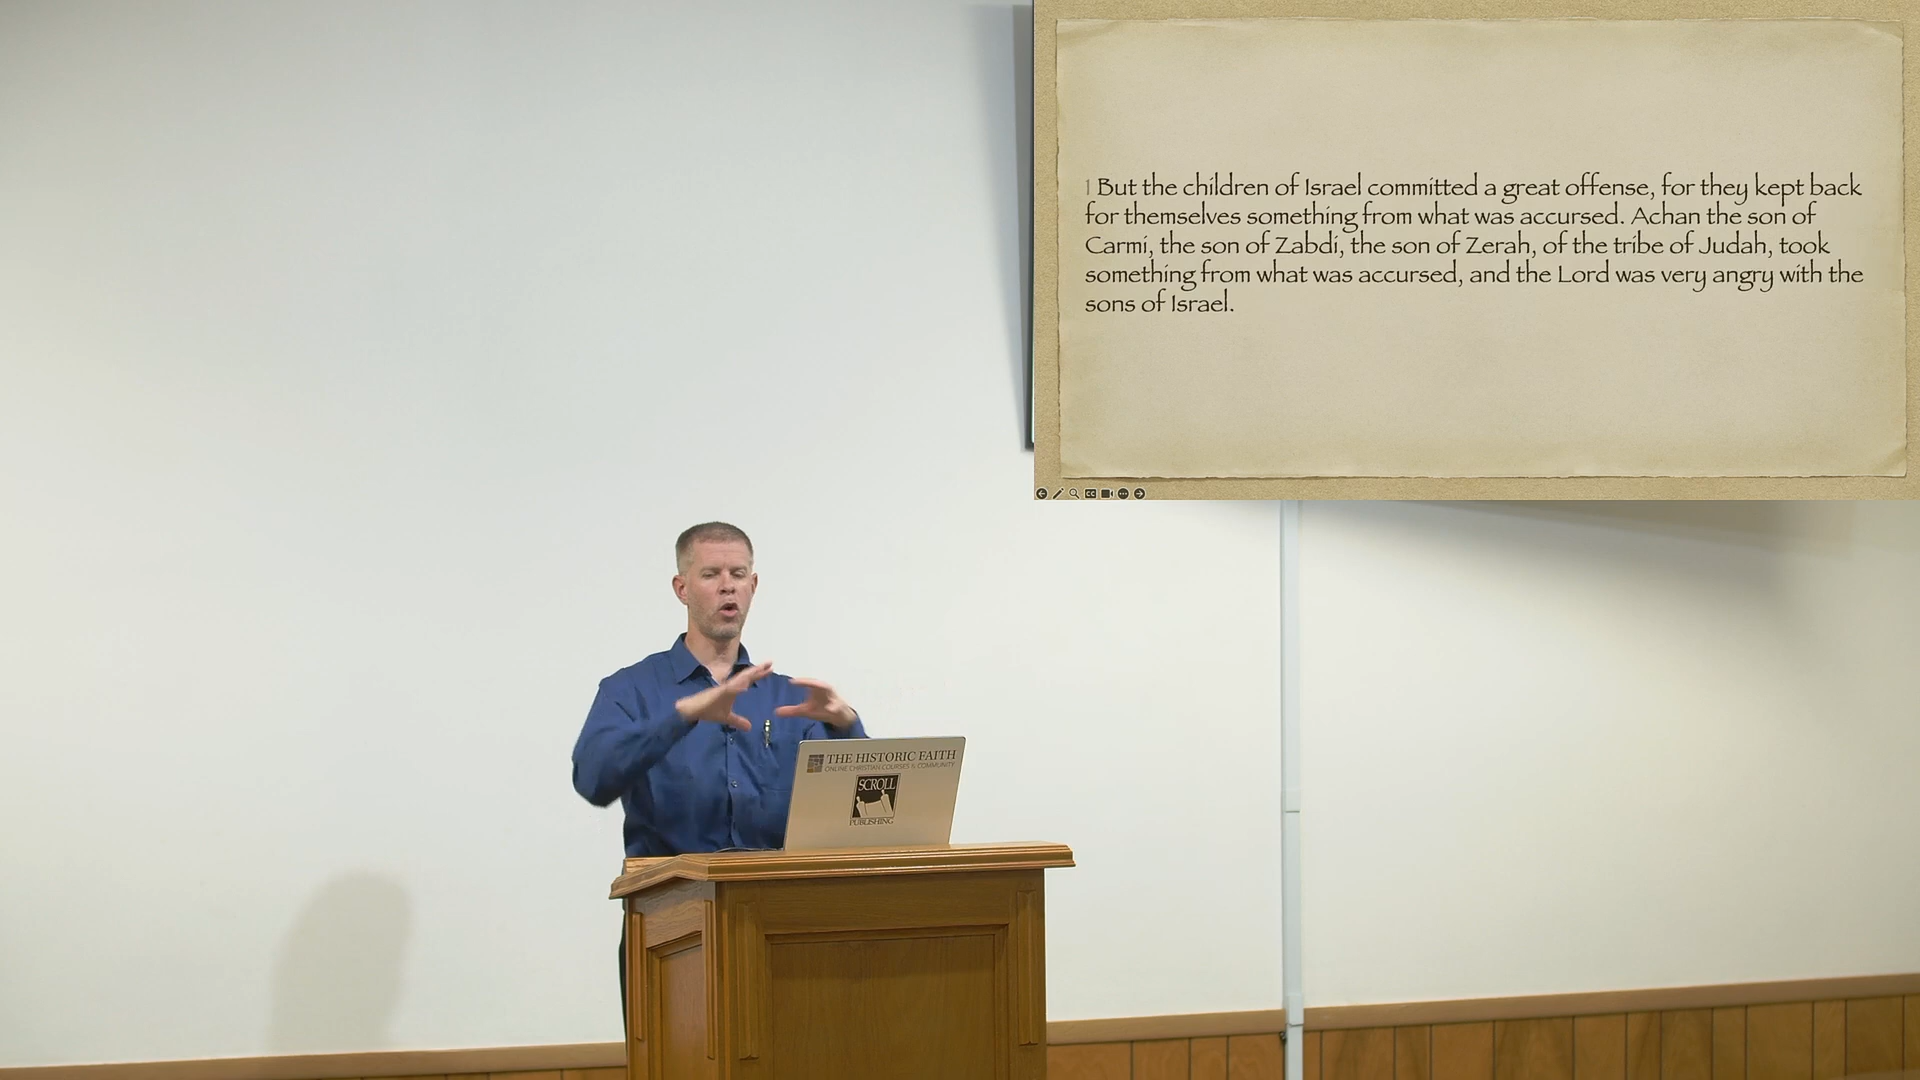 1 But the children of Israel committed a great offense, for they kept back
for themselves something from what was accursed. Achan the son of
Carmi, the son of Zabdi, the son of Zerah, of the tribe of Judah, took
something from what was accursed, and the Lord was very angry with the
sons of Israel.
CC
THE HISTORIC FAITH
ONLINE CHRISTIAN COURSES & COMMUNITY
SCROLL
PUBLISHING